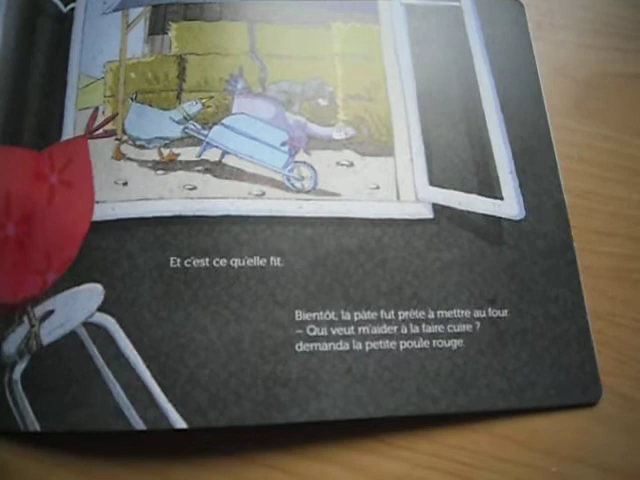 Et c'est ce qu'elle fit.
Bientôt, la pâte fut prête à mettre au four.
– Qui veut m'aider à la faire cuire ?
demanda la petite poule rouge.